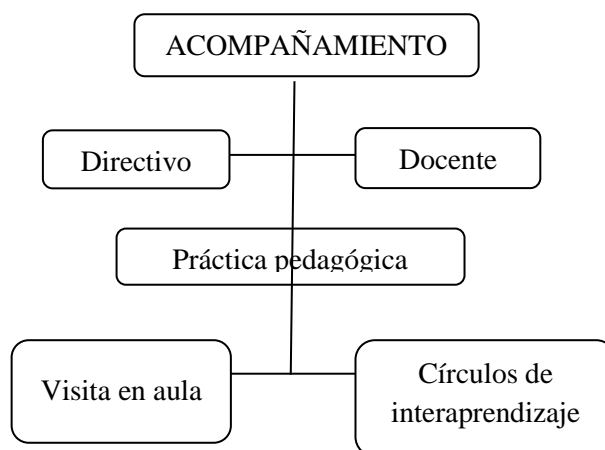 ACOMPAÑAMIENTO
Directivo
Docente
Práctica pedagógica
Visita en aula
Círculos de
interaprendizaje